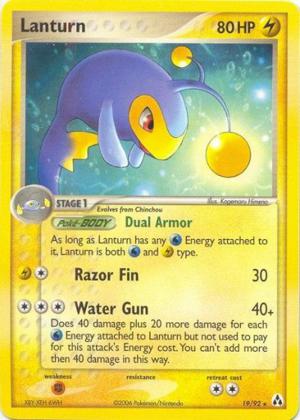 Lanturn 80 HP
Illus. Kagemaru Himeno
STAGE 1
Evolves from Chinchou
Poké-BODY Dual Armor
As long as Lanturn has any Energy attached to
it, Lanturn is both and type.
Razor Fin 30
Water Gun 40+
Does 40 damage plus 20 more damage for
each Energy attached to Lanturn but not used to pay
for this attack's Energy cost. You can't add more
than 40 damage in this way.
weakness resistance retreat cost
©2006 Pokémon/Nintendo 19/92